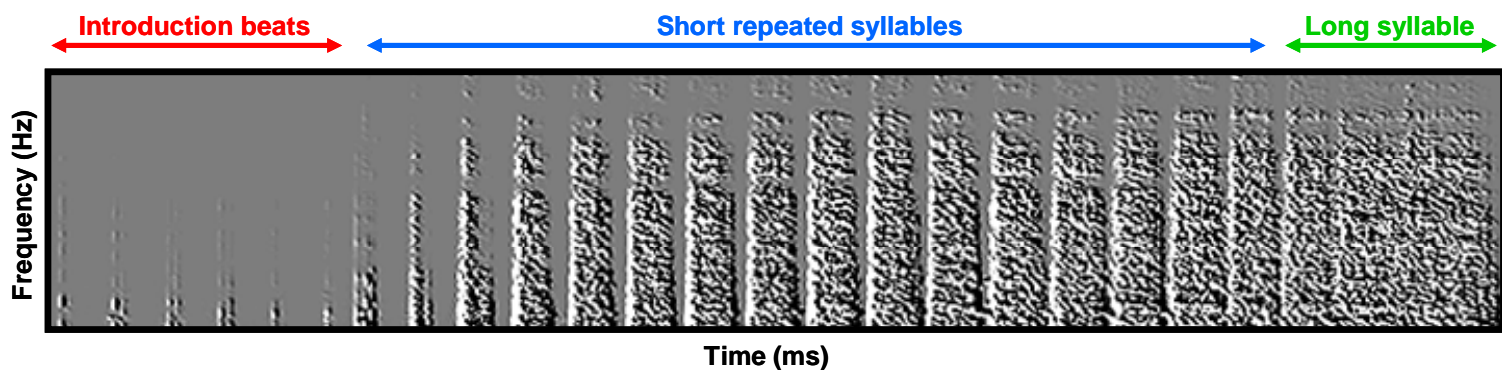 Introduction beats
Short repeated syllables
Long syllable
Frequency (Hz)
Time (ms)